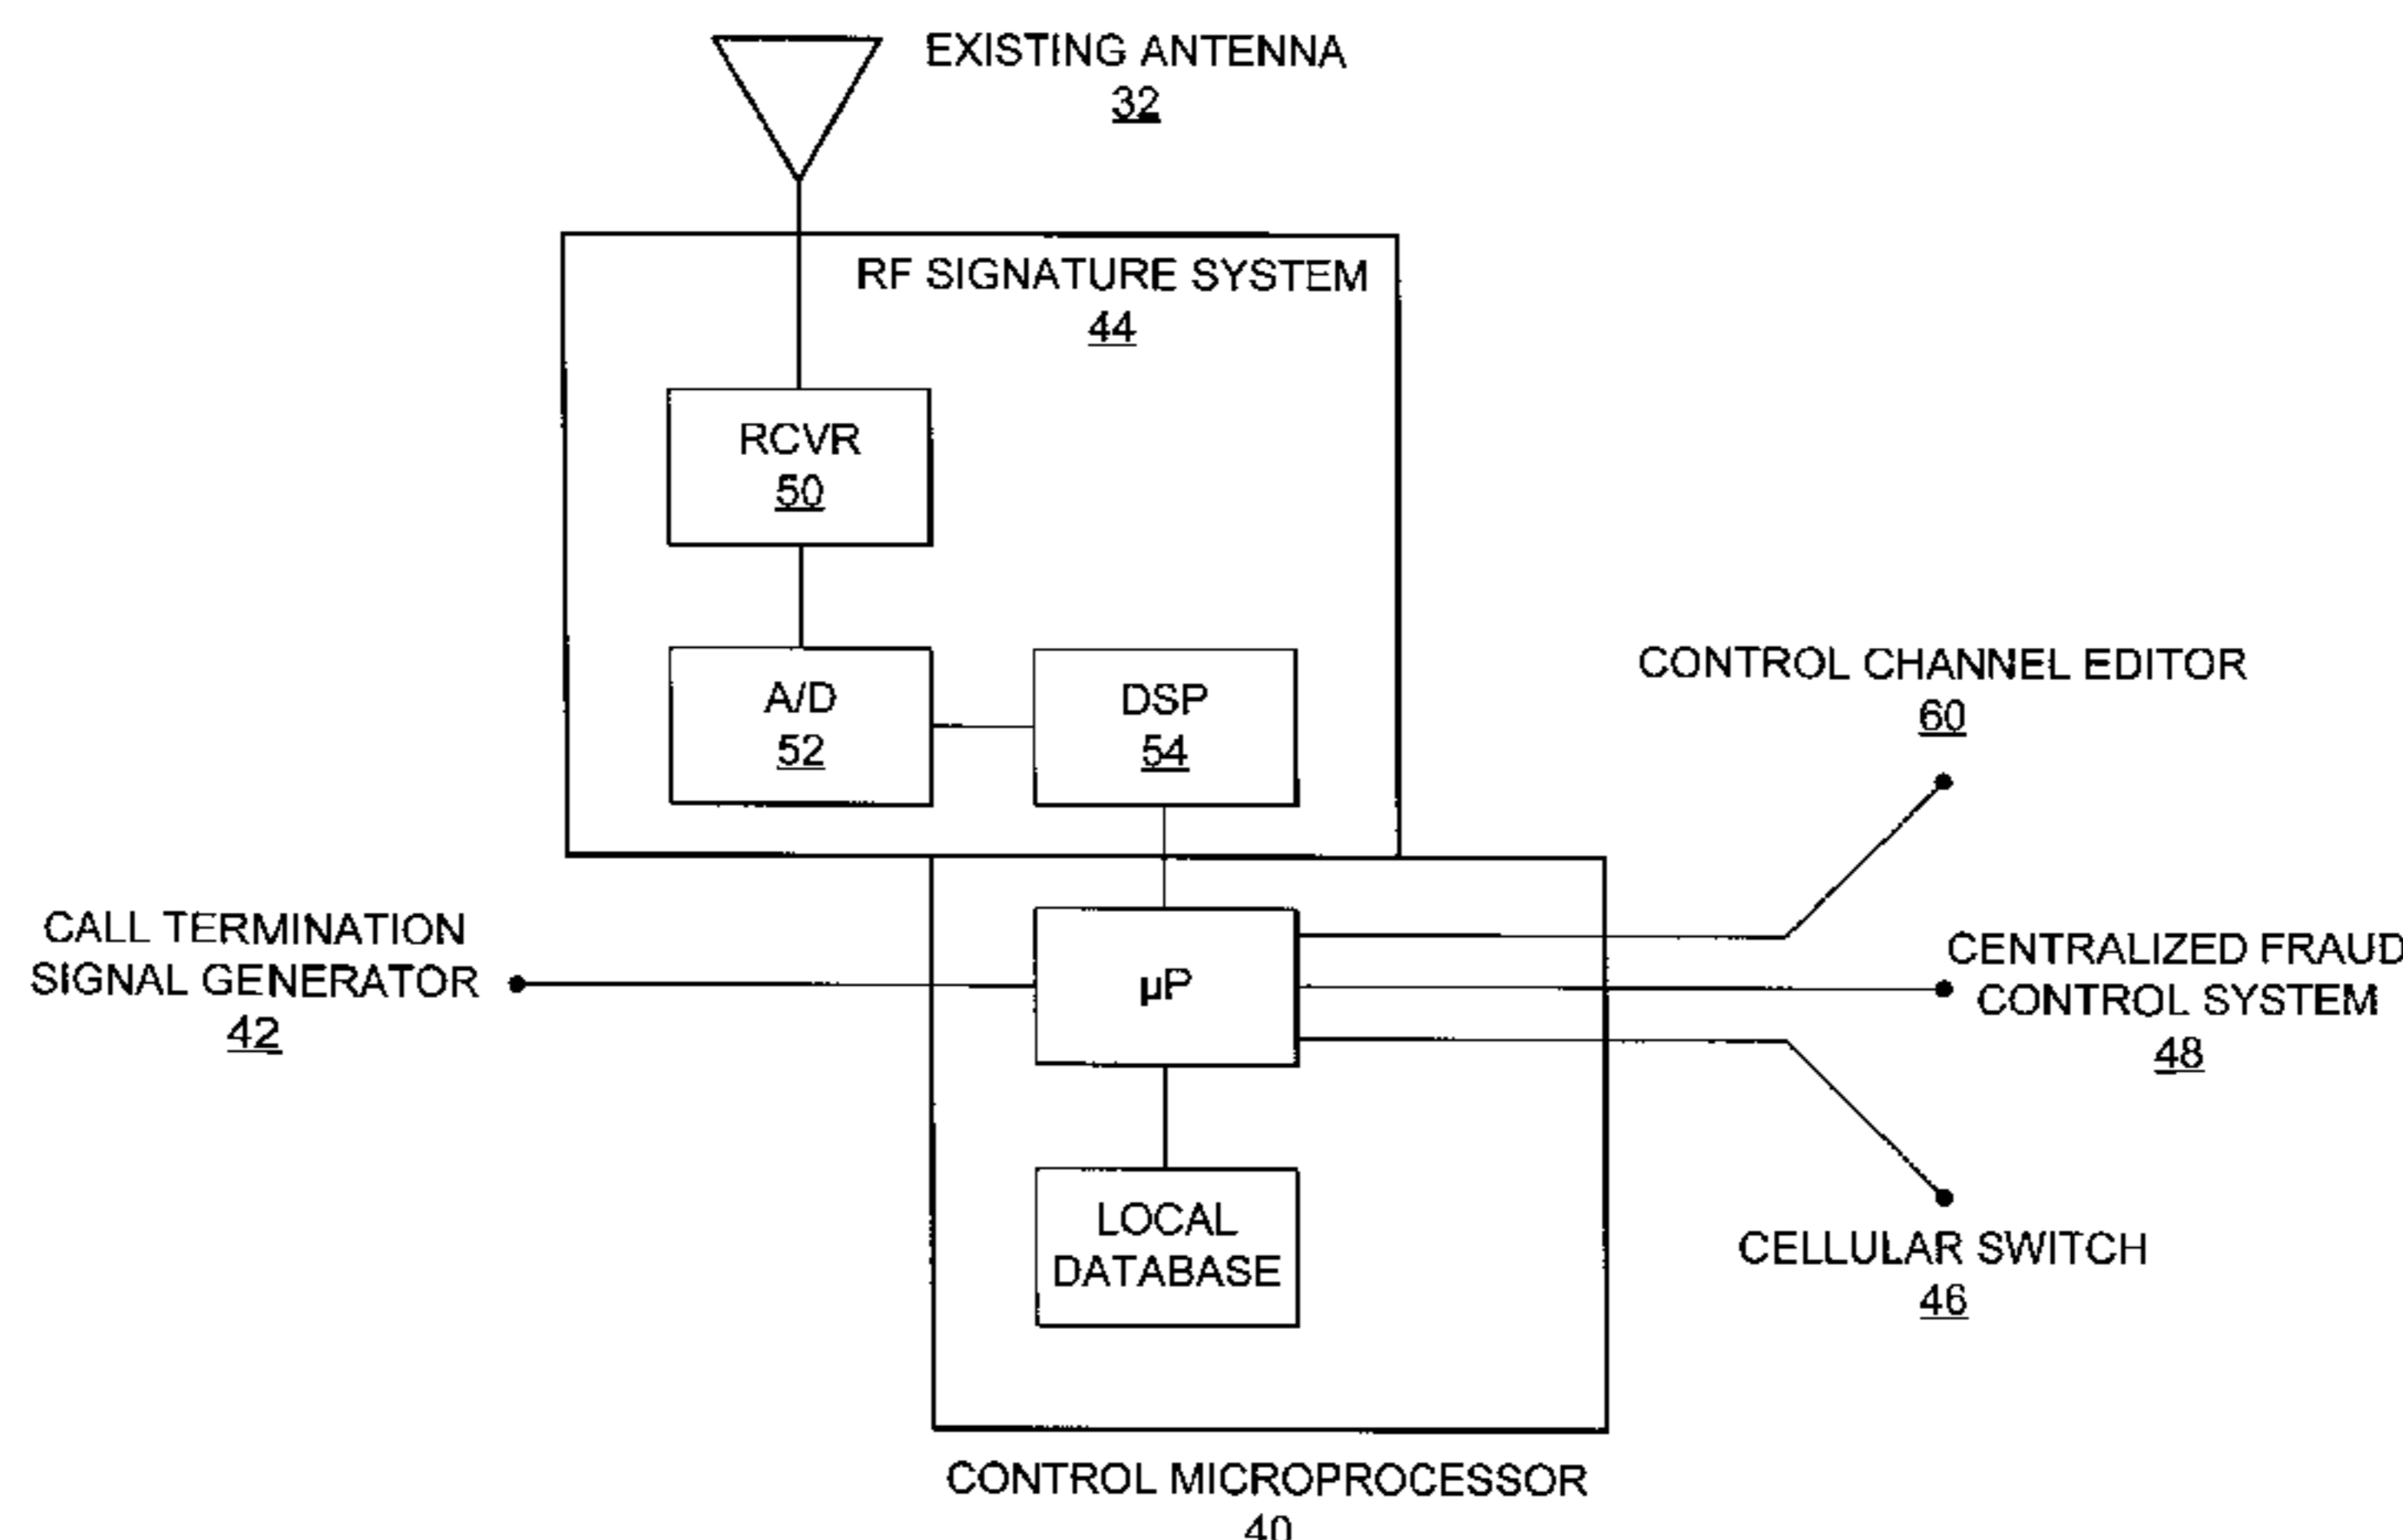 EXISTING ANTENNA
32
RF SIGNATURE SYSTEM
44
RCVR
50
A/D
52
DSP
54
CONTROL CHANNEL EDITOR
60
CALL TERMINATION
SIGNAL GENERATOR
42
µP
CENTRALIZED FRAUD
CONTROL SYSTEM
48
LOCAL
DATABASE
CELLULAR SWITCH
46
CONTROL MICROPROCESSOR
40